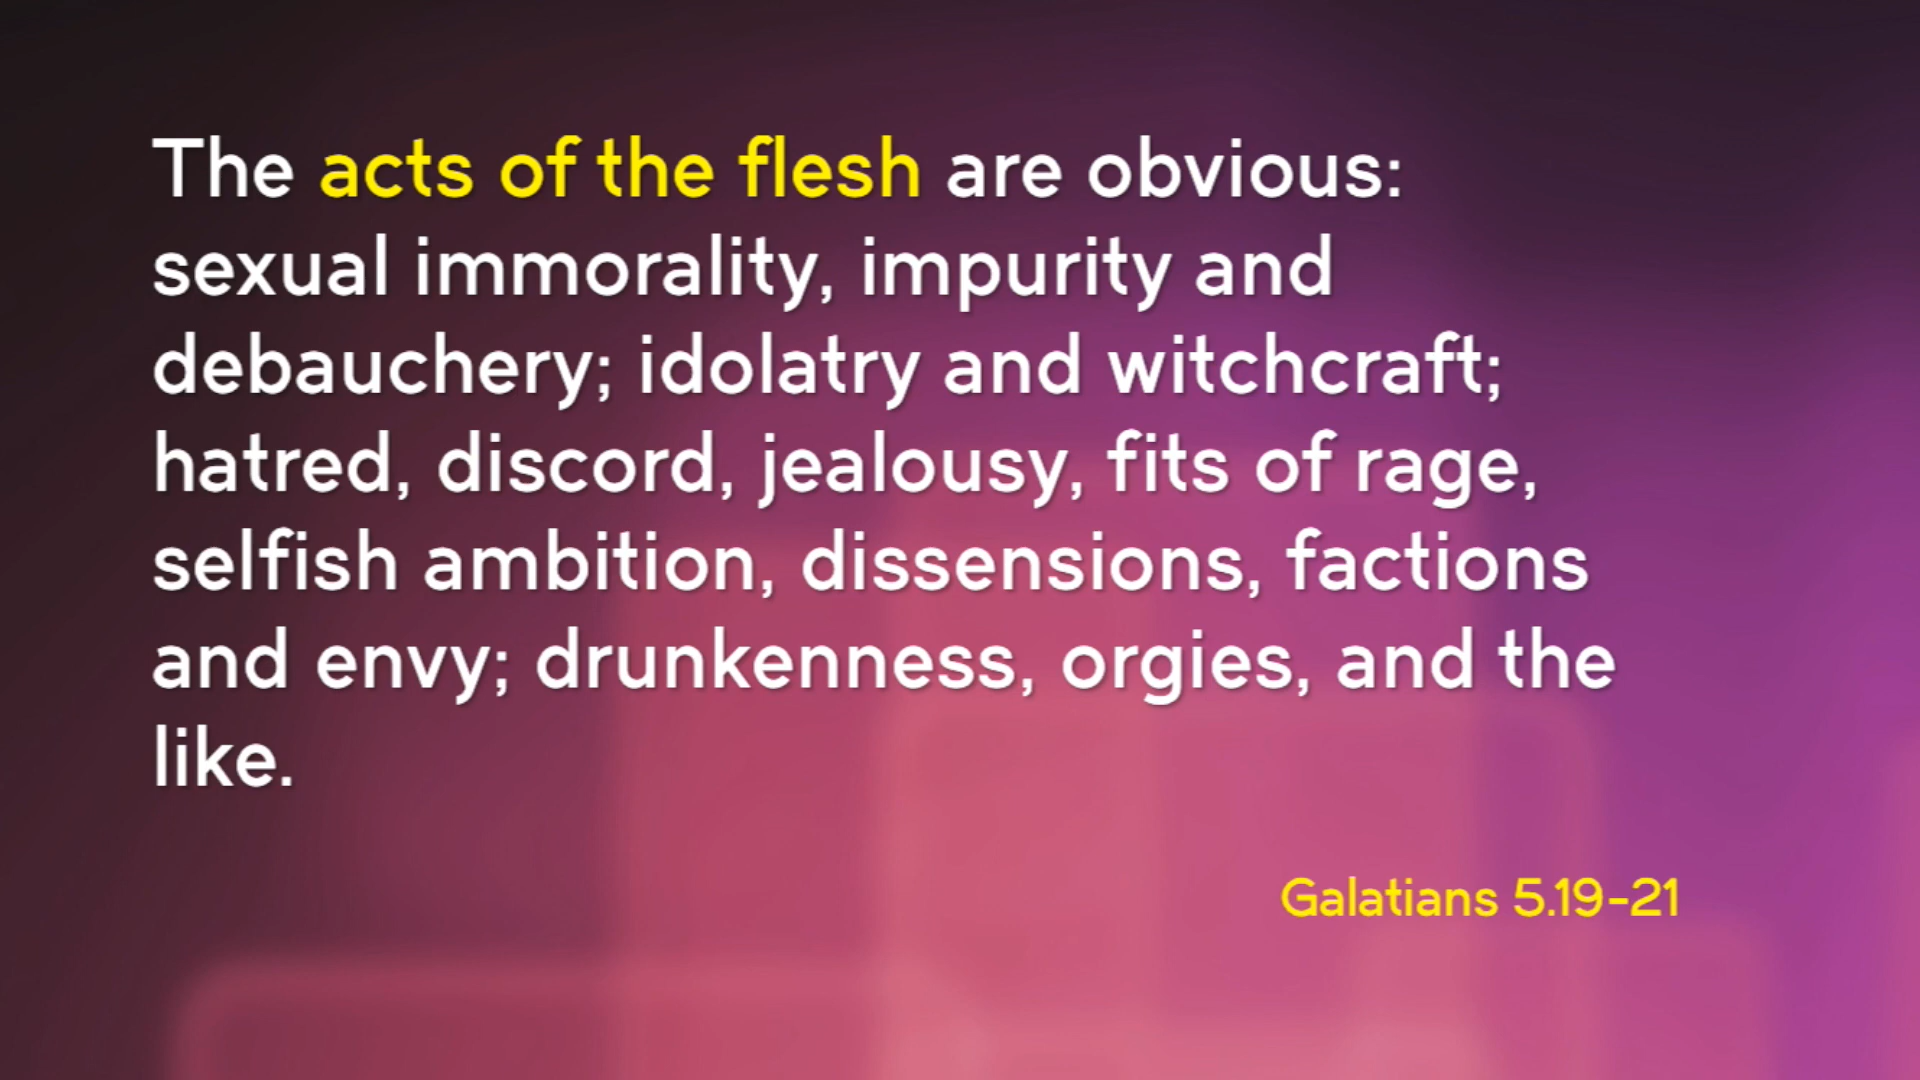 The acts of the flesh are obvious:
sexual immorality, impurity and
debauchery; idolatry and witchcraft;
hatred, discord, jealousy, fits of rage,
selfish ambition, dissensions, factions
and envy; drunkenness, orgies, and the
like.
Galatians 5.19-21